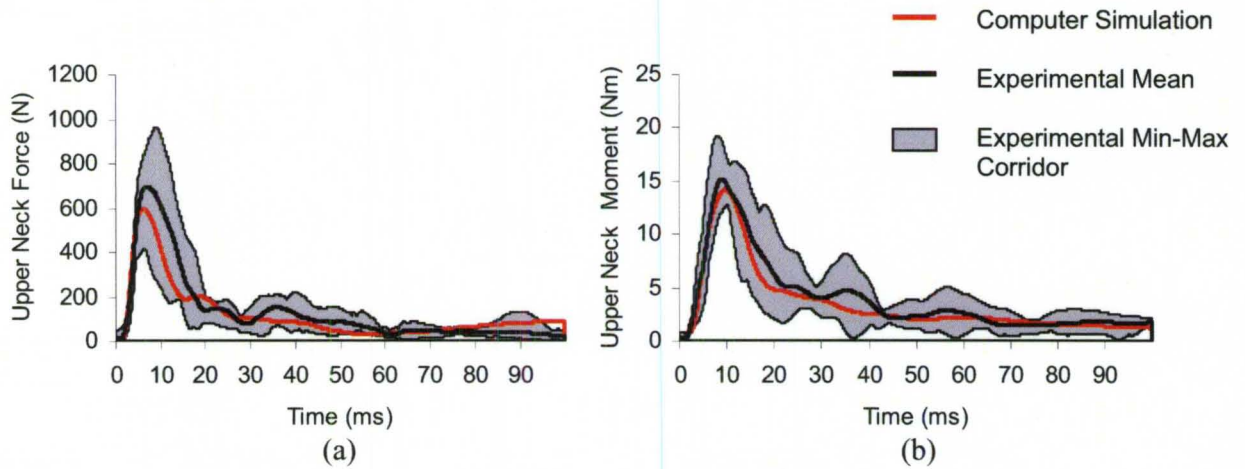 Computer Simulation
Experimental Mean
Experimental Min-Max
Corridor
Upper Neck Force (N)
1200
1000
800
600
400
200
0
0 10 20 30 40 50 60 70 80 90
Time (ms)
(a)
Upper Neck Moment (Nm)
25
20
15
10
5
0
0 10 20 30 40 50 60 70 80 90
Time (ms)
(b)